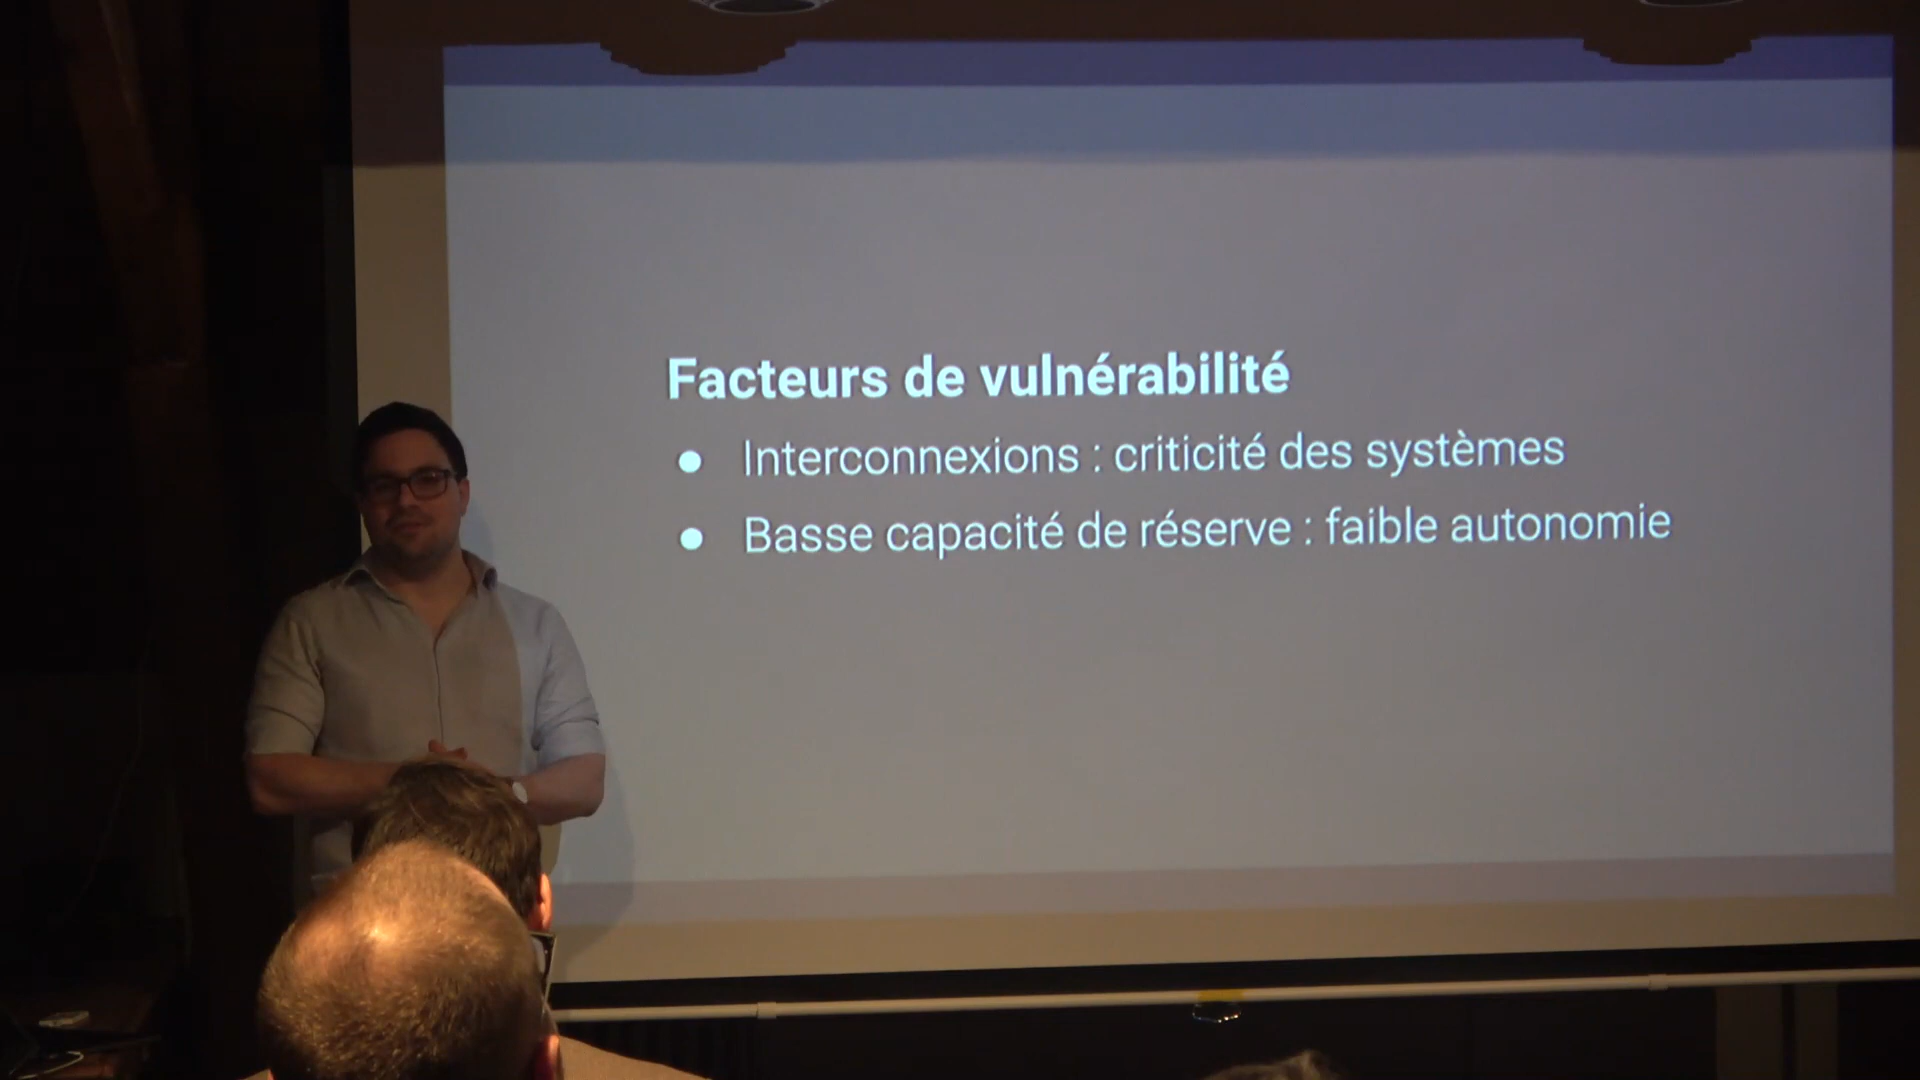 Facteurs de vulnérabilité
● Interconnexions : criticité des systèmes
● Basse capacité de réserve : faible autonomie